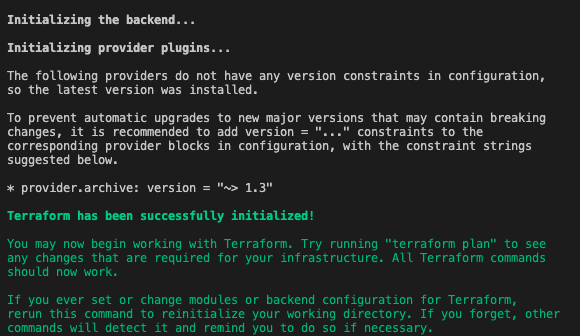 Initializing the backend...
Initializing provider plugins...
The following providers do not have any version constraints in configuration,
so the latest version was installed.
To prevent automatic upgrades to new major versions that may contain breaking
changes, it is recommended to add version = "..." constraints to the
corresponding provider blocks in configuration, with the constraint strings
suggested below.
* provider.archive: version = "~> 1.3"
Terraform has been successfully initialized!
You may now begin working with Terraform. Try running "terraform plan" to see
any changes that are required for your infrastructure. All Terraform commands
should now work.
If you ever set or change modules or backend configuration for Terraform,
rerun this command to reinitialize your working directory. If you forget, other
commands will detect it and remind you to do so if necessary.